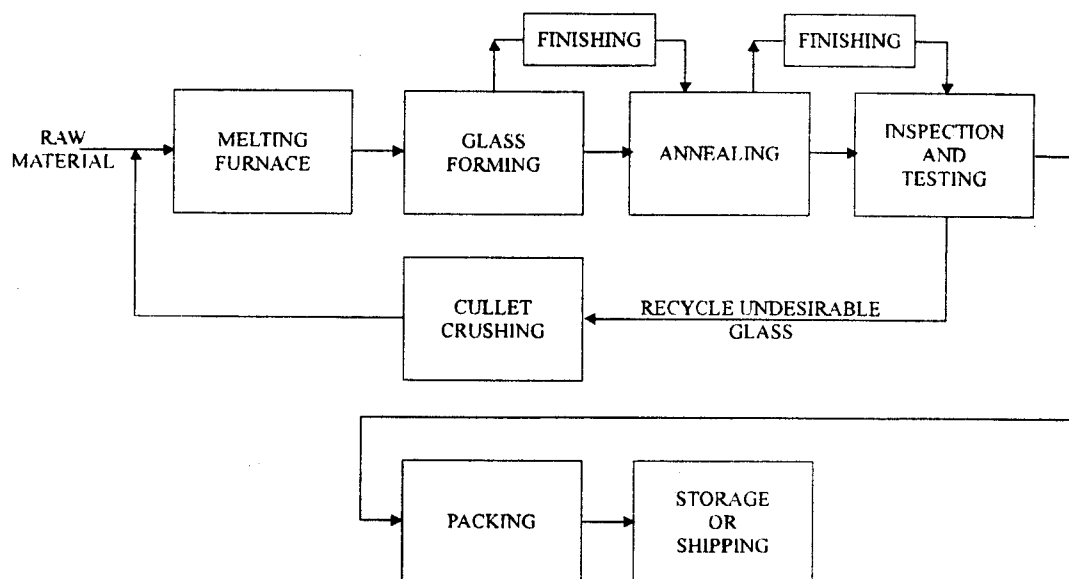 FINISHING
FINISHING
RAW
MATERIAL
MELTING
FURNACE
GLASS
FORMING
ANNEALING
INSPECTION
AND
TESTING
CULLET
CRUSHING
RECYCLE UNDESIRABLE
GLASS
PACKING
STORAGE
OR
SHIPPING